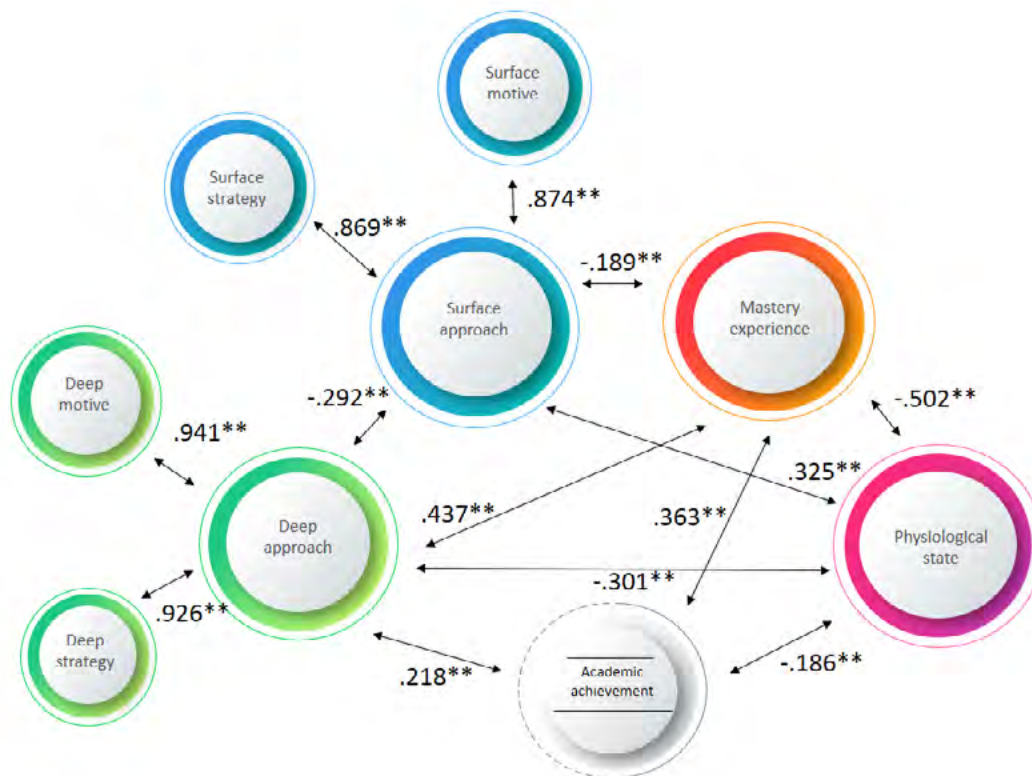 Surface
motive
Surface
strategy
.874**
.869**
-.189**
Surface
approach
Mastery
experience
Deep
motive
-.292**
-.502**
.941**
.325**
.437**
.363**
Deep
approach
Physiological
state
-.301**
.926**
Deep
strategy
.218**
Academic
achievement
-.186**